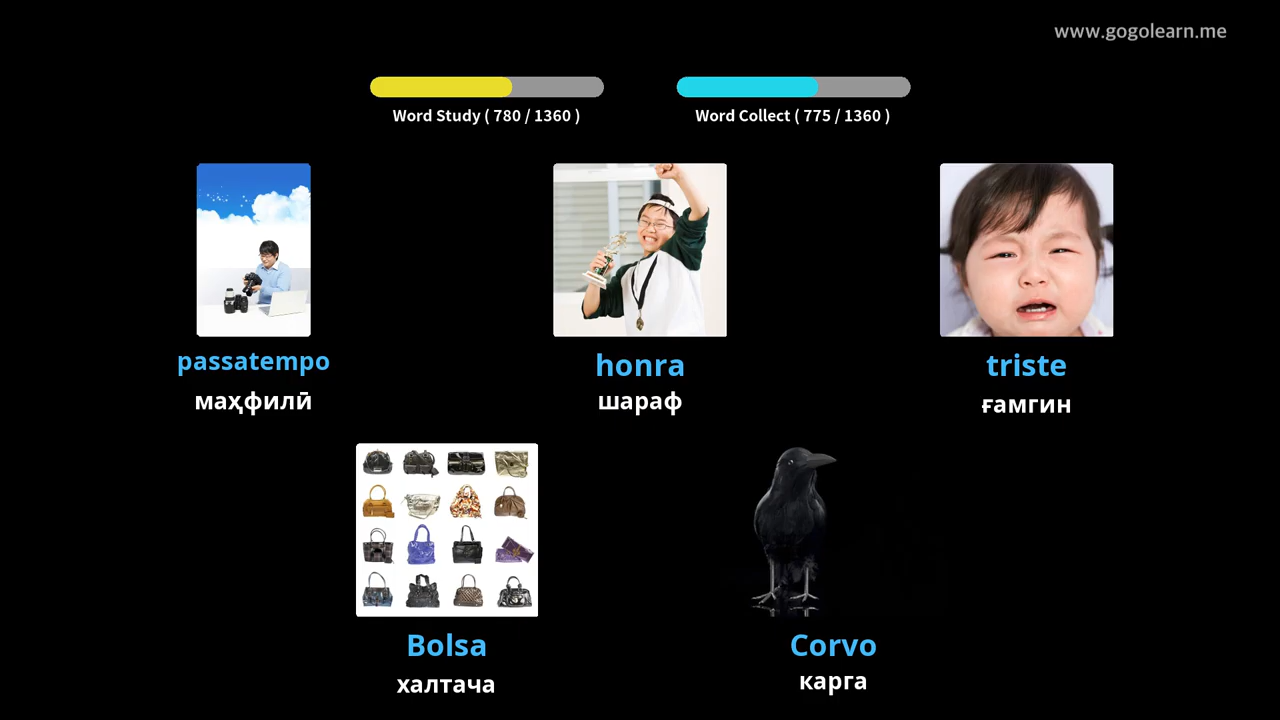 www.gogolearn.me
Word Study ( 780 / 1360 )
Word Collect ( 775 / 1360 )
passatempo
маҳфилӣ
honra
шараф
triste
ғамгин
Bolsa
халтача
Corvo
карга